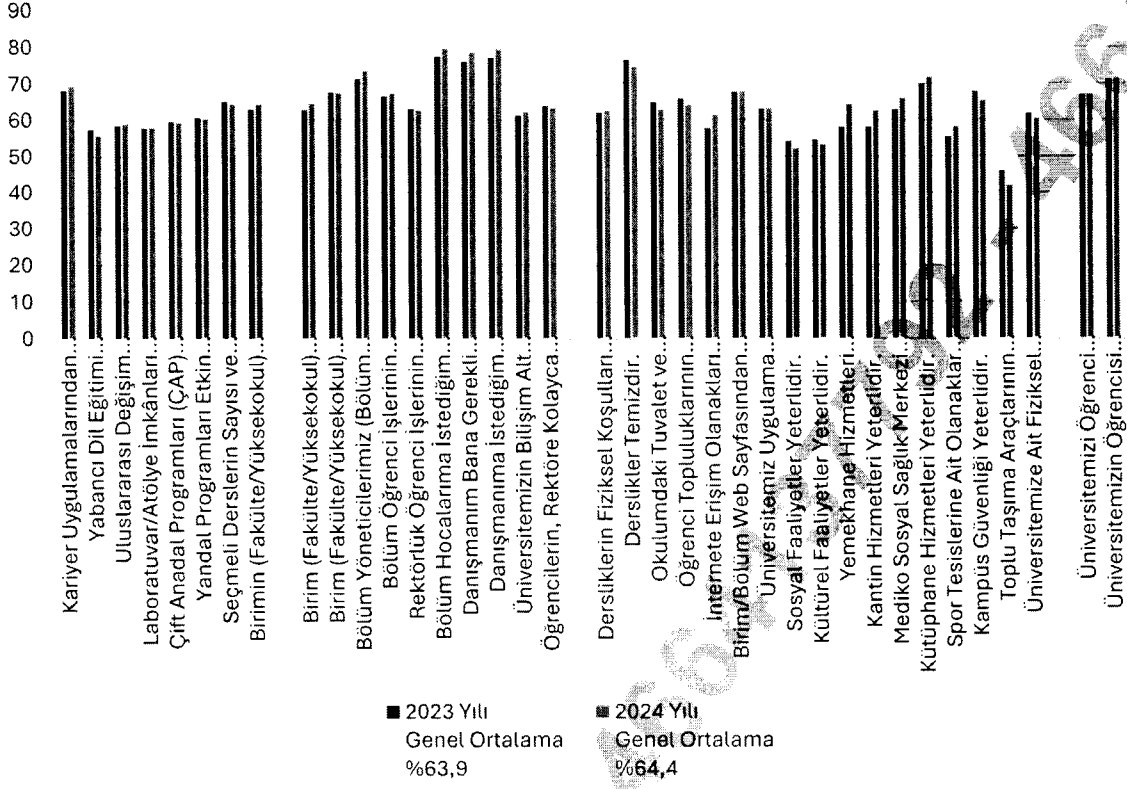 90
80
70
60
50
40
30
20
10
0
Kariyer Uygulamalarından…
Yabancı Dil Eğitimi…
Uluslararası Değişim…
Laboratuvar/Atölye İmkânları…
Çift Anadal Programları (ÇAP)…
Yandal Programları Etkin…
Seçmeli Derslerin Sayısı ve…
Birimin (Fakülte/Yüksekokul)…
Birim (Fakülte/Yüksekokul)…
Birim (Fakülte/Yüksekokul)…
Bölüm Yöneticilerimiz (Bölüm…
Bölüm Öğrenci İşlerinin…
Rektörlük Öğrenci İşlerinin…
Bölüm Hocalarıma İstediğim…
Danışmanım Bana Gerekli…
Danışmanıma İstediğim…
Üniversitemizin Bilişim Alt…
Öğrencilerin, Rektöre Kolayca…
Dersliklerin Fiziksel Koşulları…
Derslikler Temizdir.
Okulumdaki Tuvalet ve…
Öğrenci Topluluklarının…
İnternete Erişim Olanakları…
Birim/Bölüm Web Sayfasından…
Üniversitemiz Uygulama…
Sosyal Faaliyetler Yeterlidir.
Kültürel Faaliyetler Yeterlidir.
Yemekhane Hizmetleri…
Kantin Hizmetleri Yeterlidir.
Mediko Sosyal Sağlık Merkezi…
Kütüphane Hizmetleri Yeterlidir.
Spor Tesislerine Ait Olanaklar…
Kampüs Güvenliği Yeterlidir.
Toplu Taşıma Araçlarının…
Üniversitemize Ait Fiziksel…
Üniversitemizi Öğrenci…
Üniversitemizin Öğrencisi…
2023 Yılı
Genel Ortalama
%63,9
2024 Yılı
Genel Ortalama
%64,4